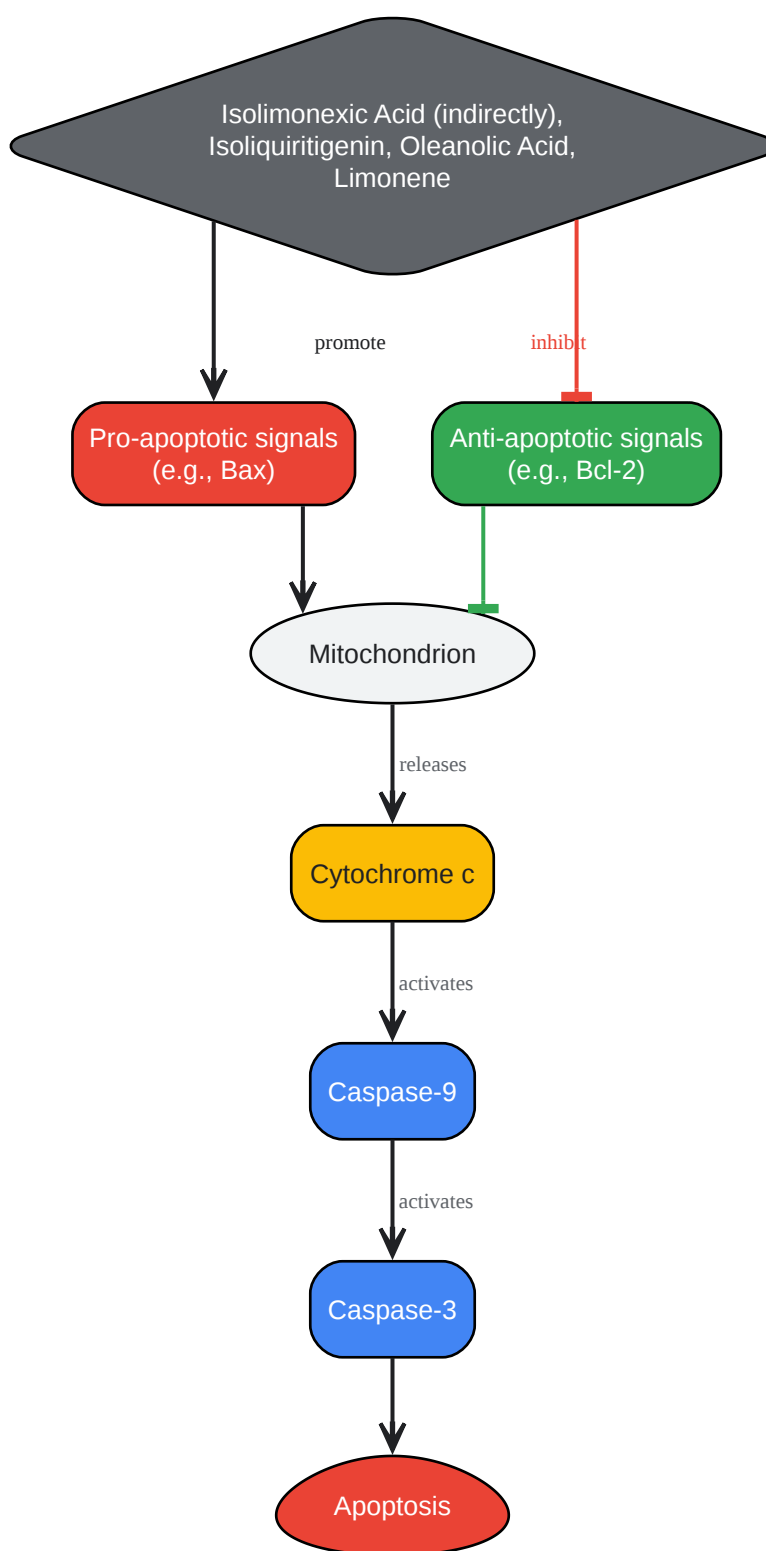 Isolimonexic Acid (indirectly),
Isoliquiritigenin, Oleanolic Acid,
Limonene
promote
inhibit
Pro-apoptotic signals
(e.g., Bax)
Anti-apoptotic signals
(e.g., Bcl-2)
Mitochondrion
releases
Cytochrome c
activates
Caspase-9
activates
Caspase-3
Apoptosis